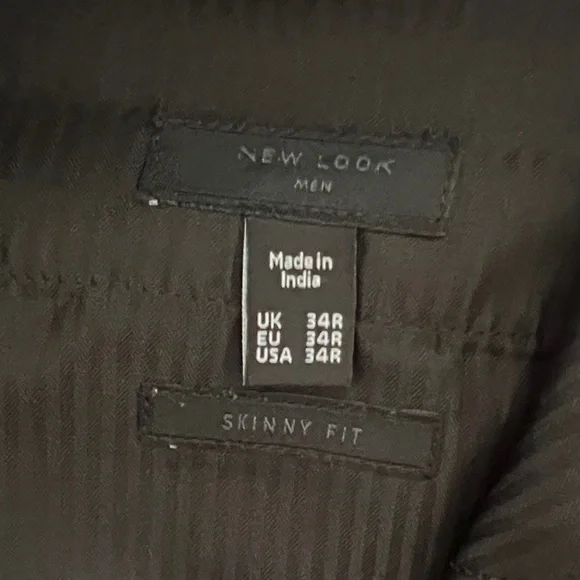 NEW LOOK
MEN
Made in
India
UK 34R
EU 34R
USA 34R
SKINNY FIT